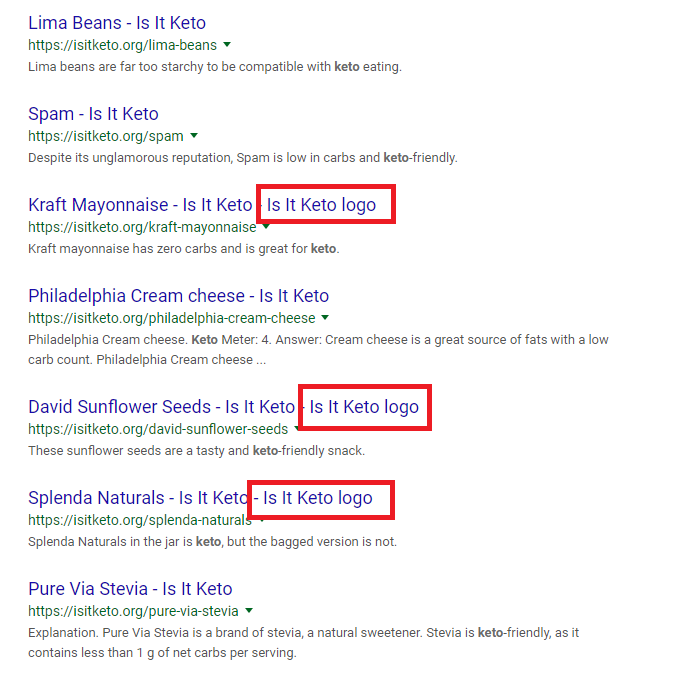 Lima Beans - Is It Keto
https://isitketo.org/lima-beans
Lima beans are far too starchy to be compatible with keto eating.
Spam - Is It Keto
https://isitketo.org/spam
Despite its unglamorous reputation, Spam is low in carbs and keto-friendly.
Kraft Mayonnaise - Is It Keto - Is It Keto logo
https://isitketo.org/kraft-mayonnaise
Kraft mayonnaise has zero carbs and is great for keto.
Philadelphia Cream cheese - Is It Keto
https://isitketo.org/philadelphia-cream-cheese
Philadelphia Cream cheese. Keto Meter: 4. Answer: Cream cheese is a great source of fats with a low
carb count. Philadelphia Cream cheese ...
David Sunflower Seeds - Is It Keto - Is It Keto logo
https://isitketo.org/david-sunflower-seeds
These sunflower seeds are a tasty and keto-friendly snack.
Splenda Naturals - Is It Keto - Is It Keto logo
https://isitketo.org/splenda-naturals
Splenda Naturals in the jar is keto, but the bagged version is not.
Pure Via Stevia - Is It Keto
https://isitketo.org/pure-via-stevia
Explanation. Pure Via Stevia is a brand of stevia, a natural sweetener. Stevia is keto-friendly, as it
contains less than 1 g of net carbs per serving.